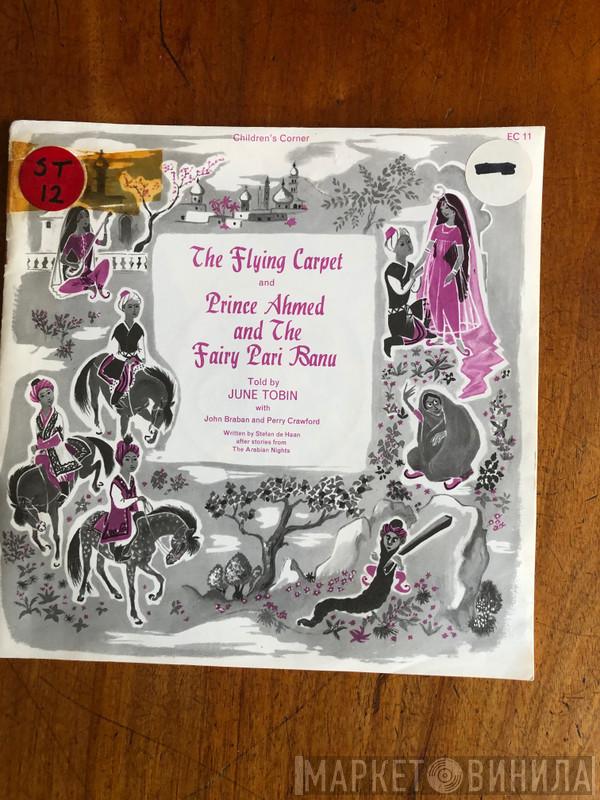 Children's Corner
EC 11
ST
12
The Flying Carpet
and
Prince Ahmed
and The
Fairy Pari Banu
Told by
JUNE TOBIN
with
John Braban and Perry Crawford
Written by Stefan de Haan
after stories from
The Arabian Nights
МАРКЕТ ВИНИЛА